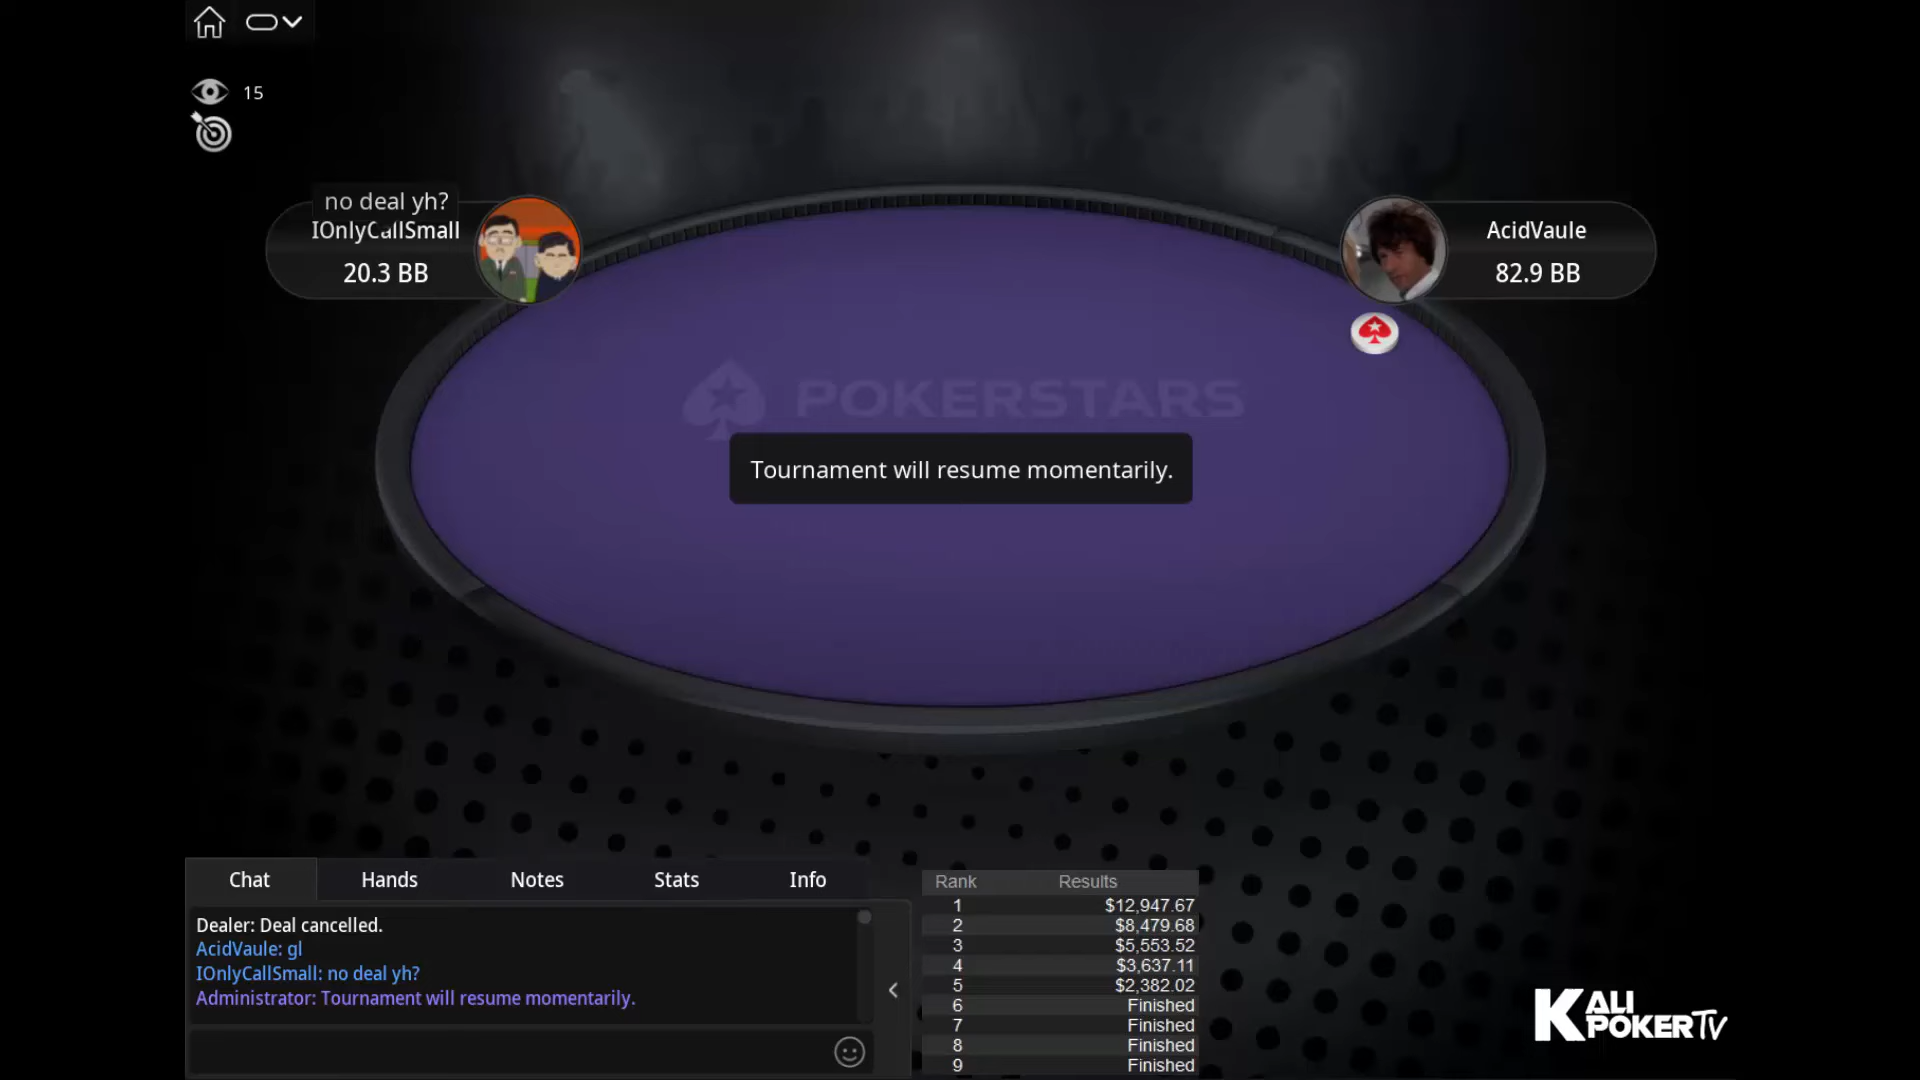 15
no deal yh?
IOnlyCallSmall
20.3 BB
AcidVaule
82.9 BB
POKERSTARS
Tournament will resume momentarily.
Chat Hands Notes Stats Info
Dealer: Deal cancelled.
AcidVaule: gl
IOnlyCallSmall: no deal yh?
Administrator: Tournament will resume momentarily.
Rank Results
1 $12,947.67
2 $8,479.68
3 $5,553.52
4 $3,637.11
5 $2,382.02
6 Finished
7 Finished
8 Finished
9 Finished
KALI
POKERTV